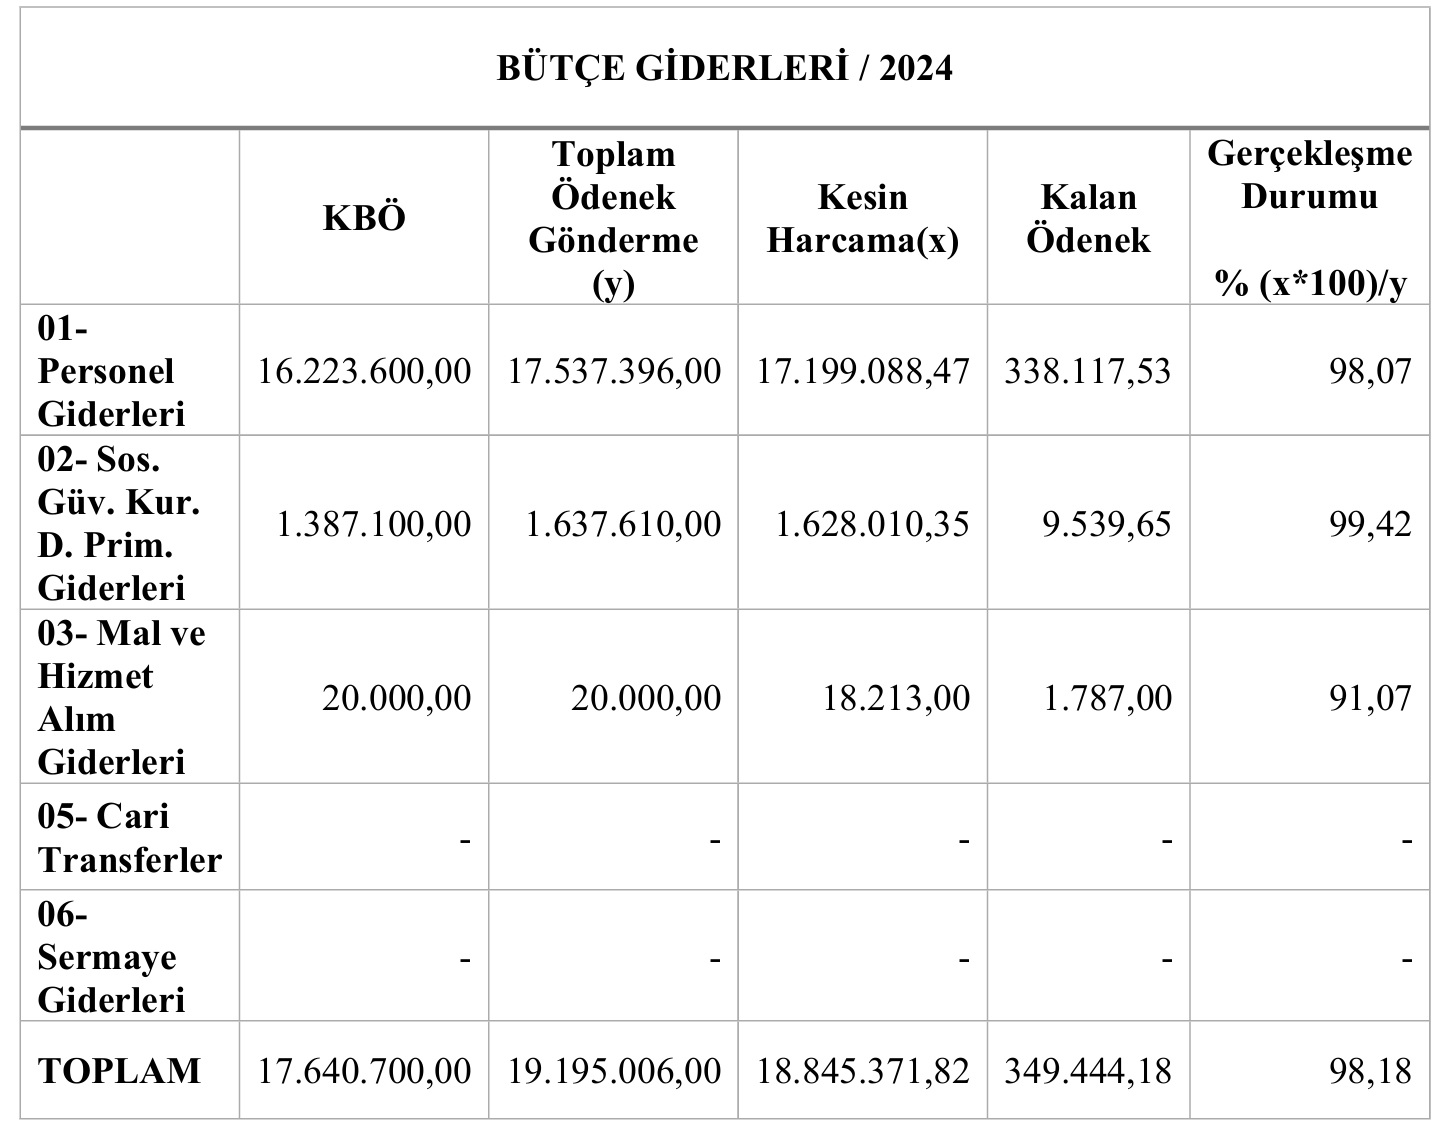 BÜTÇE GİDERLERİ / 2024
KBÖ
Toplam
Ödenek
Gönderme
(y)
Kesin
Harcama(x)
Kalan
Ödenek
Gerçekleşme
Durumu
% (x*100)/y
01-
Personel
Giderleri
16.223.600,00 17.537.396,00 17.199.088,47 338.117,53 98,07
02- Sos.
Güv. Kur.
D. Prim.
Giderleri
1.387.100,00 1.637.610,00 1.628.010,35 9.539,65 99,42
03- Mal ve
Hizmet
Alım
Giderleri
20.000,00 20.000,00 18.213,00 1.787,00 91,07
05- Cari
Transferler
- - - - -
06-
Sermaye
Giderleri
- - - - -
TOPLAM 17.640.700,00 19.195.006,00 18.845.371,82 349.444,18 98,18